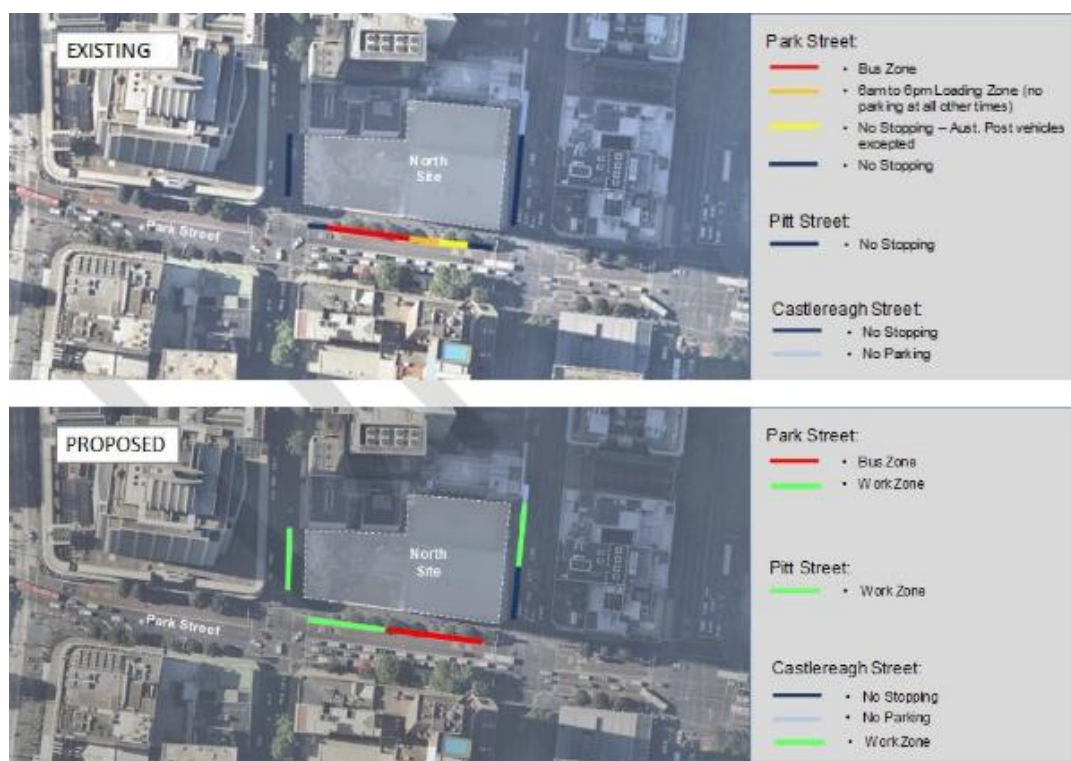 EXISTING
North
Site
Park Street
Park Street:
• Bus Zone
• 6am to 6pm Loading Zone (no
parking at all other times)
• No Stopping – Aust. Post vehicles
excepted
• No Stopping
Pitt Street:
• No Stopping
Castlereagh Street:
• No Stopping
• No Parking
PROPOSED
North
Site
Park Street
Park Street:
• Bus Zone
• Work Zone
Pitt Street:
• Work Zone
Castlereagh Street:
• No Stopping
• No Parking
• Work Zone